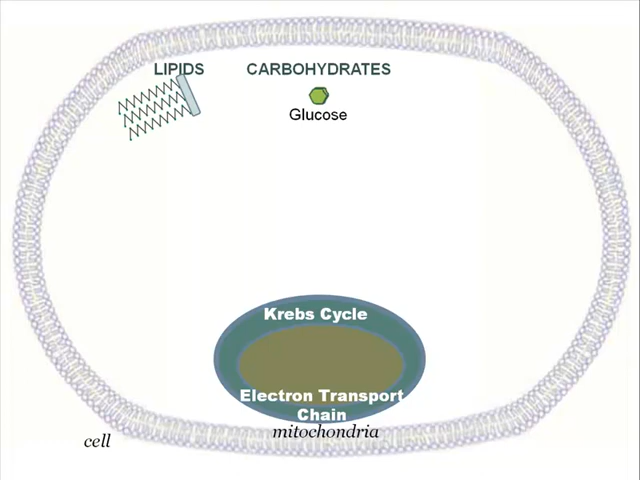 LIPIDS
CARBOHYDRATES
Glucose
Krebs Cycle
Electron Transport
Chain
mitochondria
cell